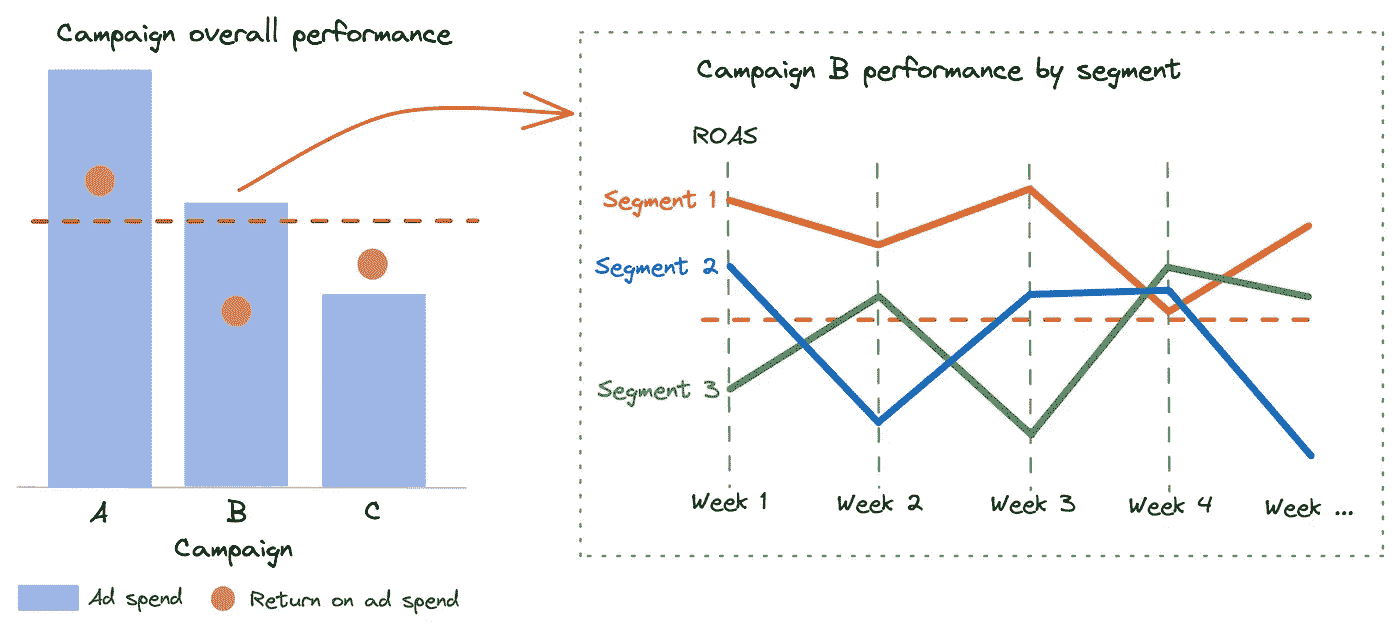 Campaign overall performance
A
B
C
Campaign
Ad spend
Return on ad spend
Campaign B performance by segment
ROAS
Segment 1
Segment 2
Segment 3
Week 1
Week 2
Week 3
Week 4
Week ...